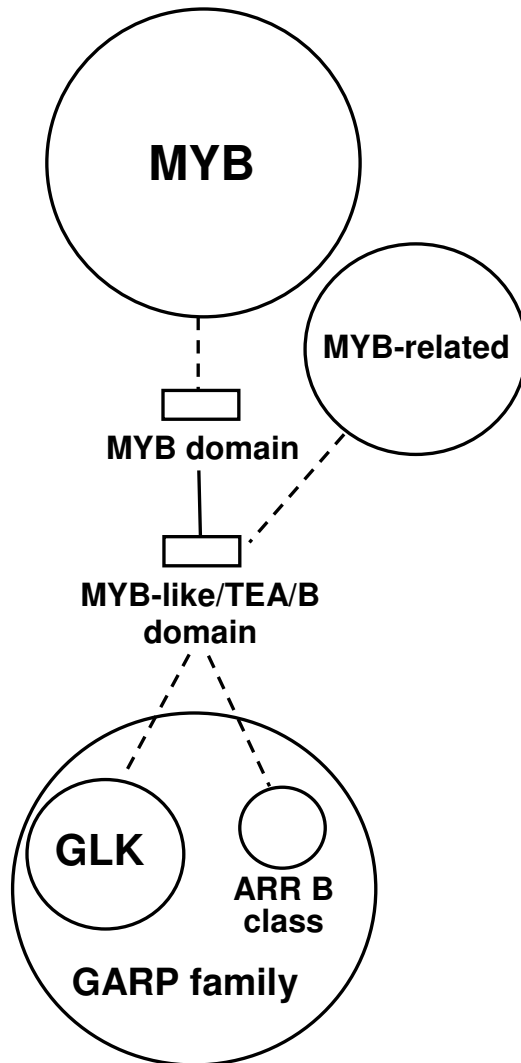 MYB
MYB-related
MYB domain
MYB-like/TEA/B
domain
GLK
ARR B
class
GARP family